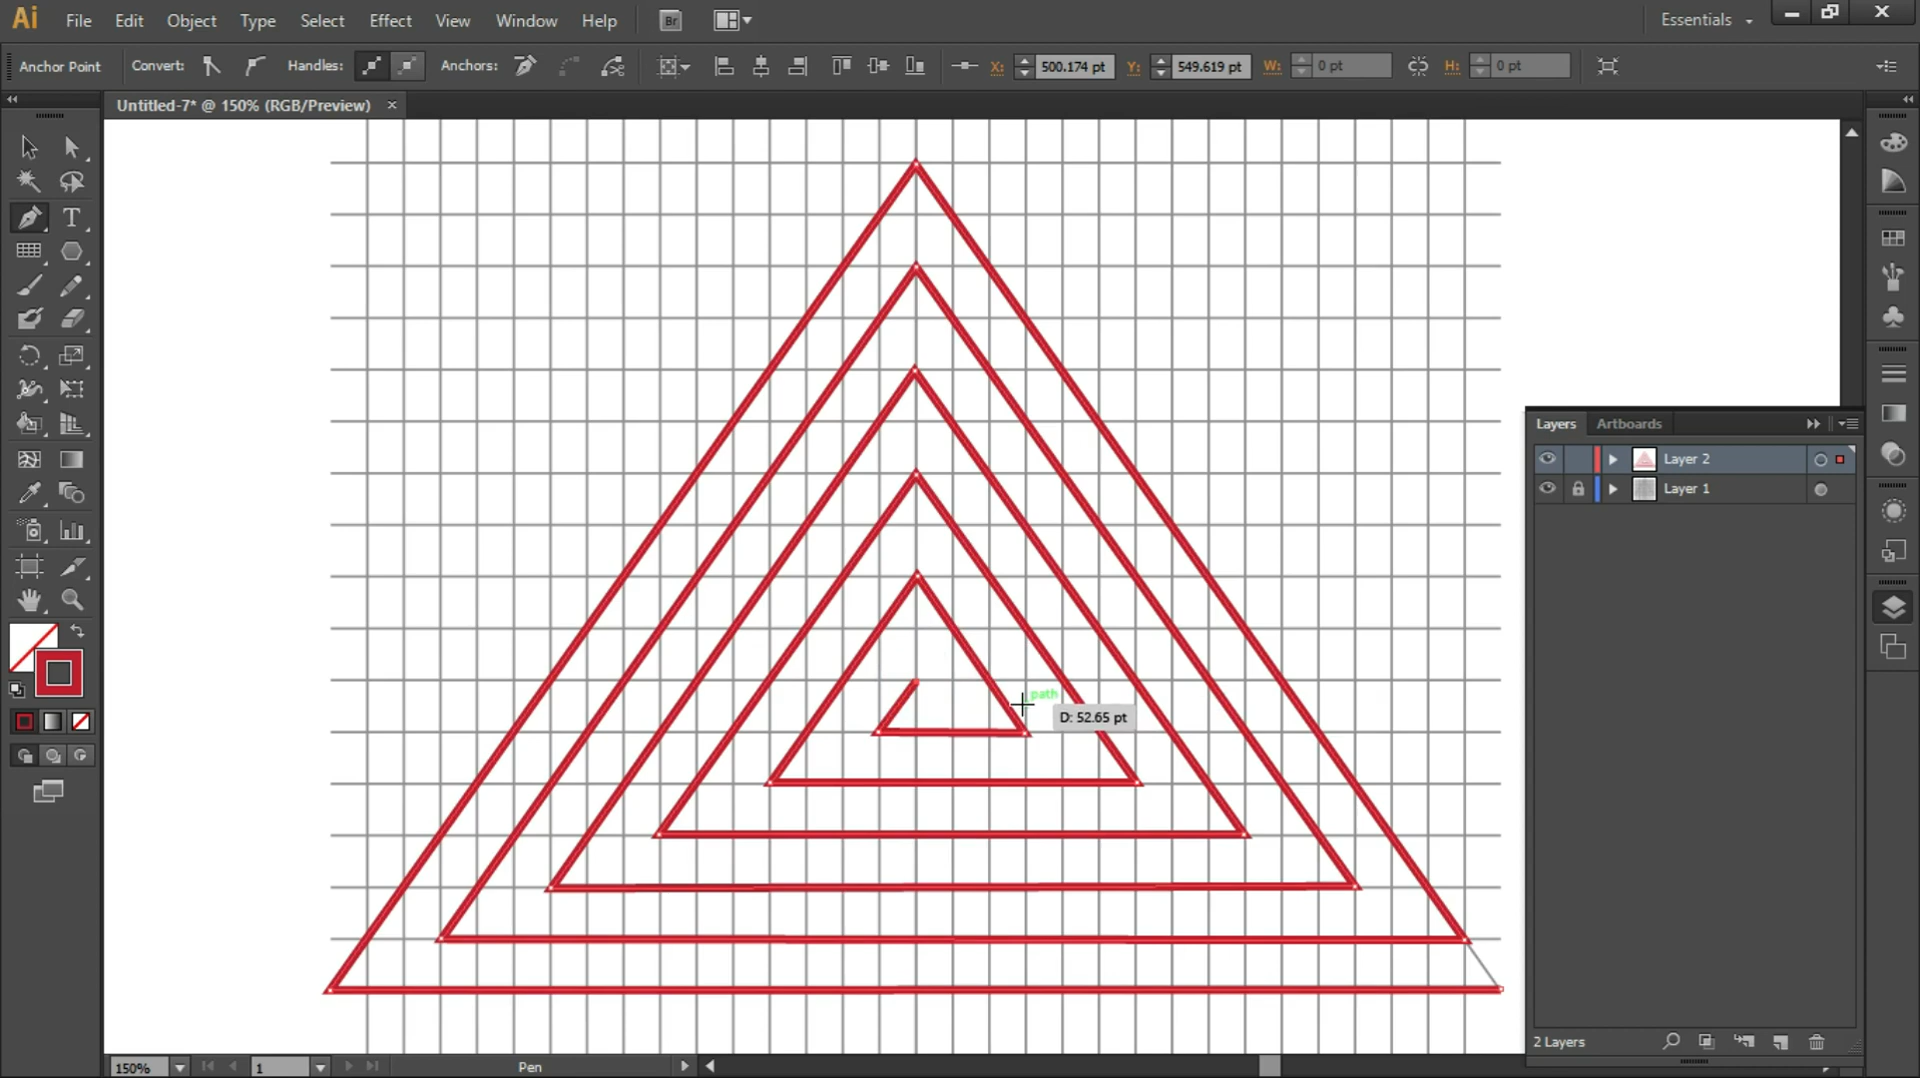 Ai File Edit Object Type Select Effect View Window Help Br Essentials
Anchor Point Convert: Handles: Anchors: X: 500.174 pt Y: 549.619 pt W: 0 pt H: 0 pt
Untitled-7* @ 150% (RGB/Preview) ×
Layers Artboards
Layer 2
Layer 1
path
D: 52.65 pt
2 Layers
150% 1 Pen